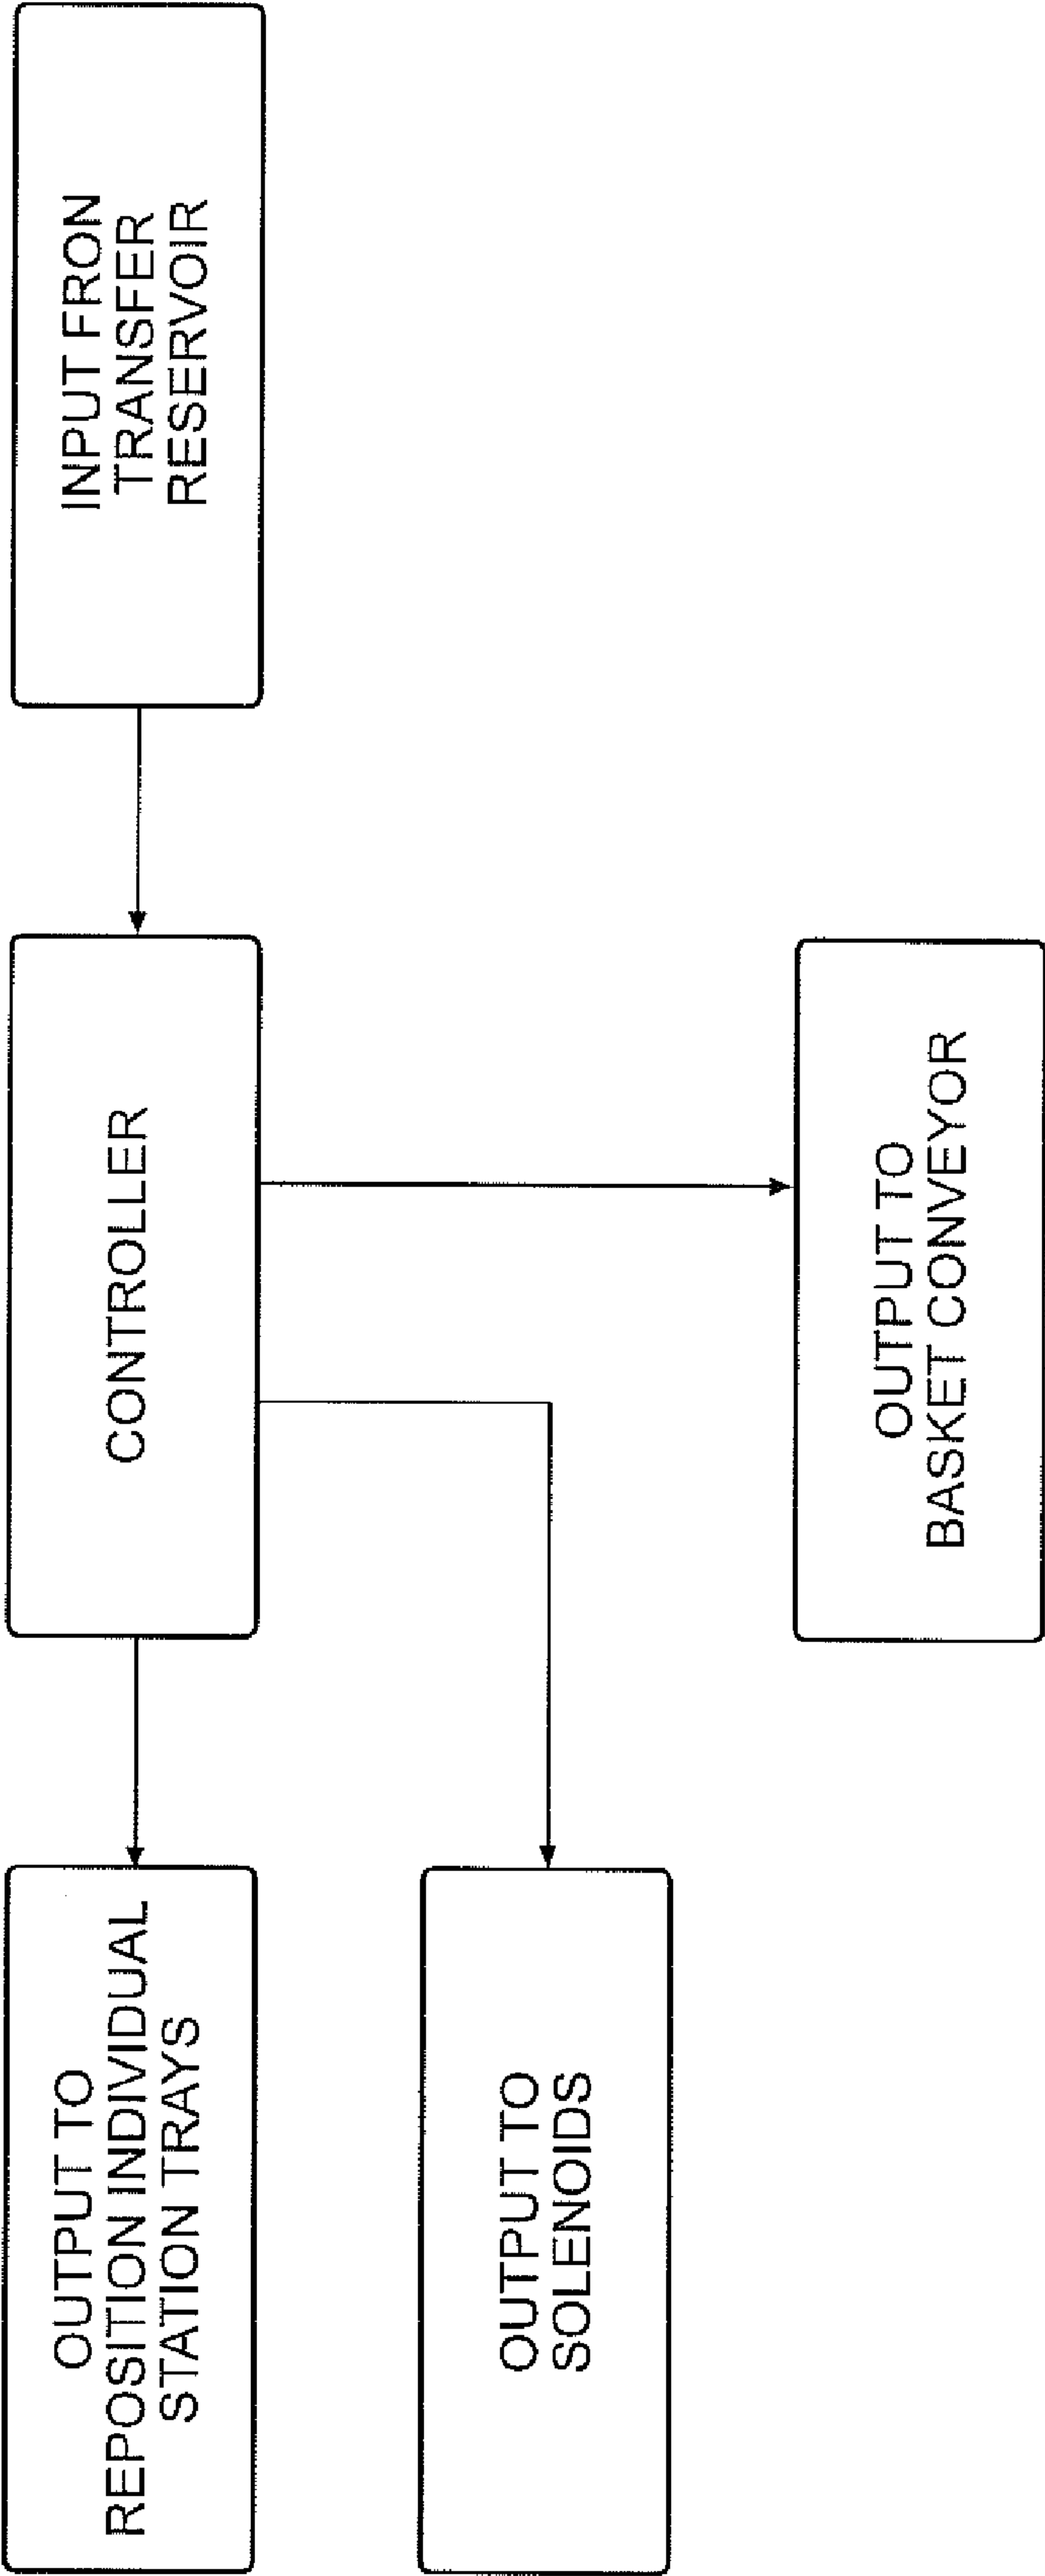 OUTPUT TO
REPOSITION INDIVIDUAL
STATION TRAYS
CONTROLLER
INPUT FRON
TRANSFER
RESERVOIR
OUTPUT TO
SOLENOIDS
OUTPUT TO
BASKET CONVEYOR